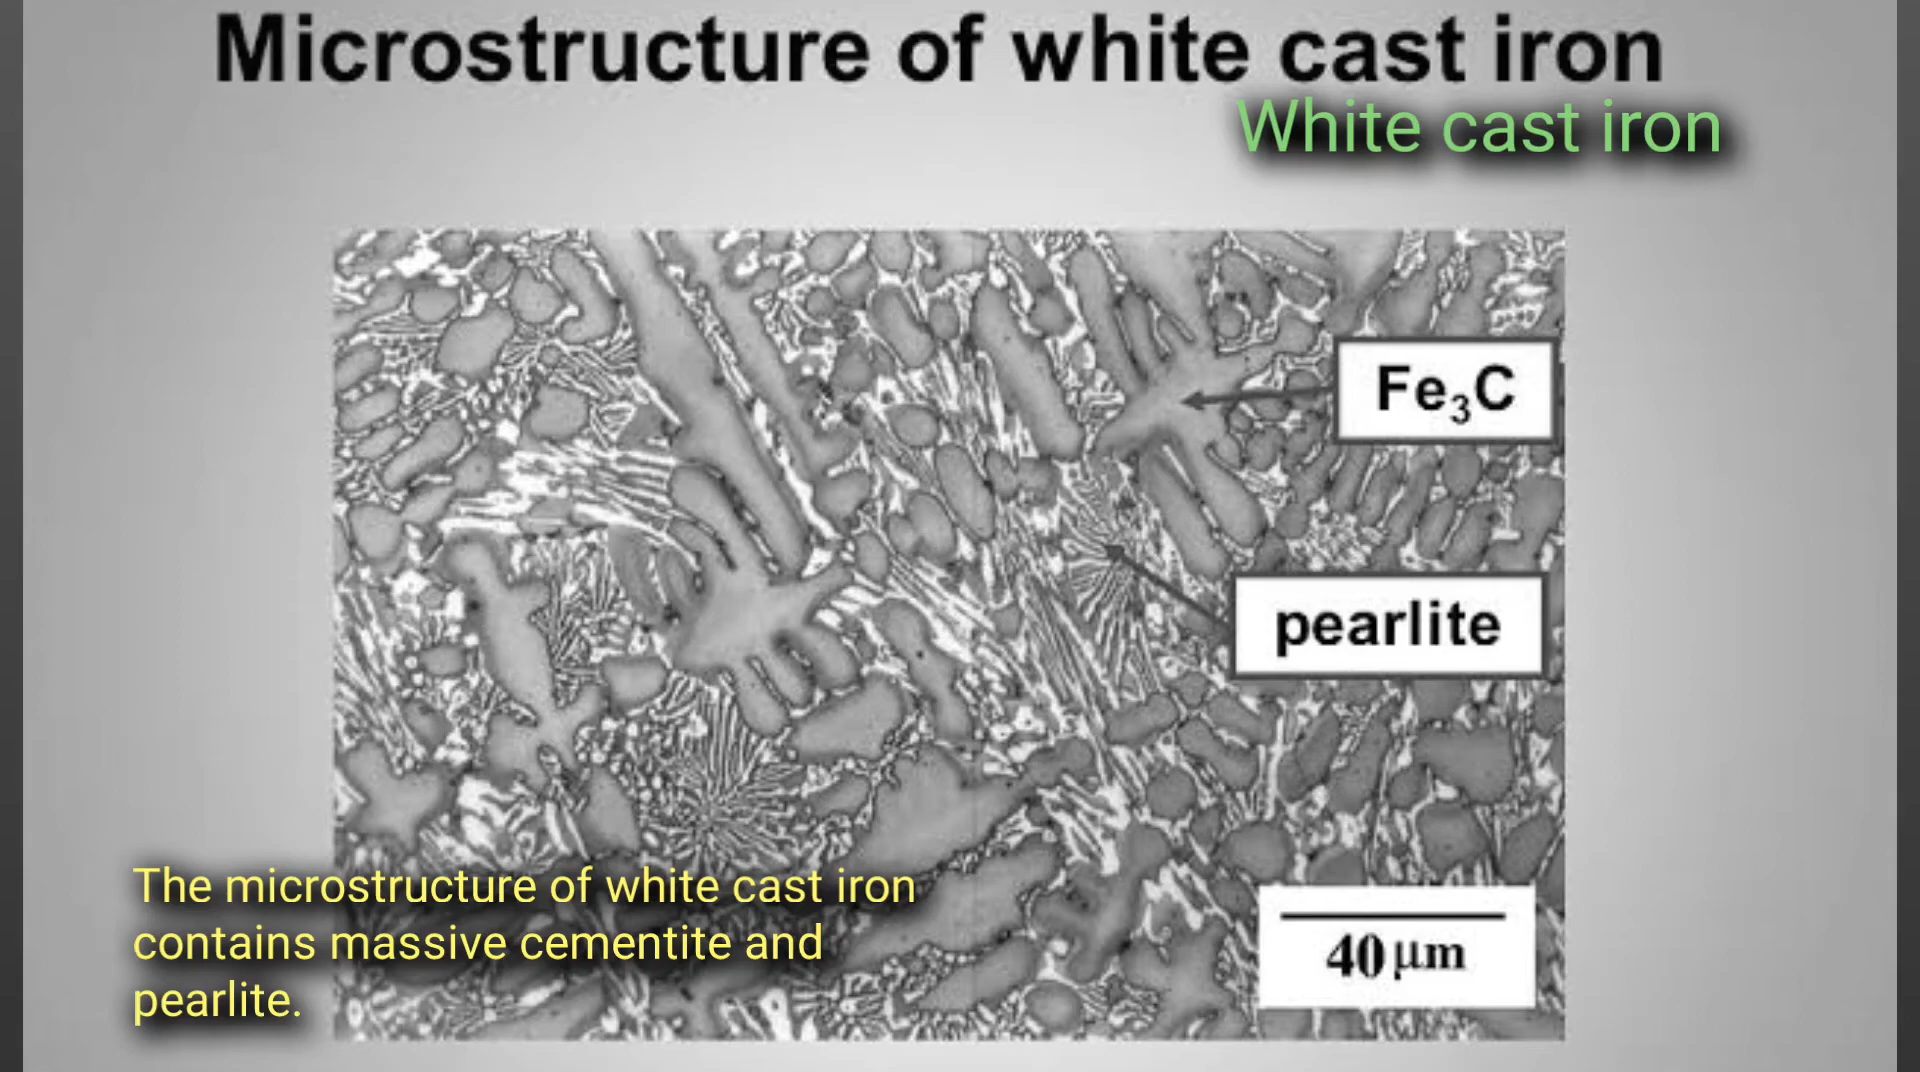 Microstructure of white cast iron
White cast iron
Fe₃C
pearlite
The microstructure of white cast iron
contains massive cementite and
pearlite.
40 μm